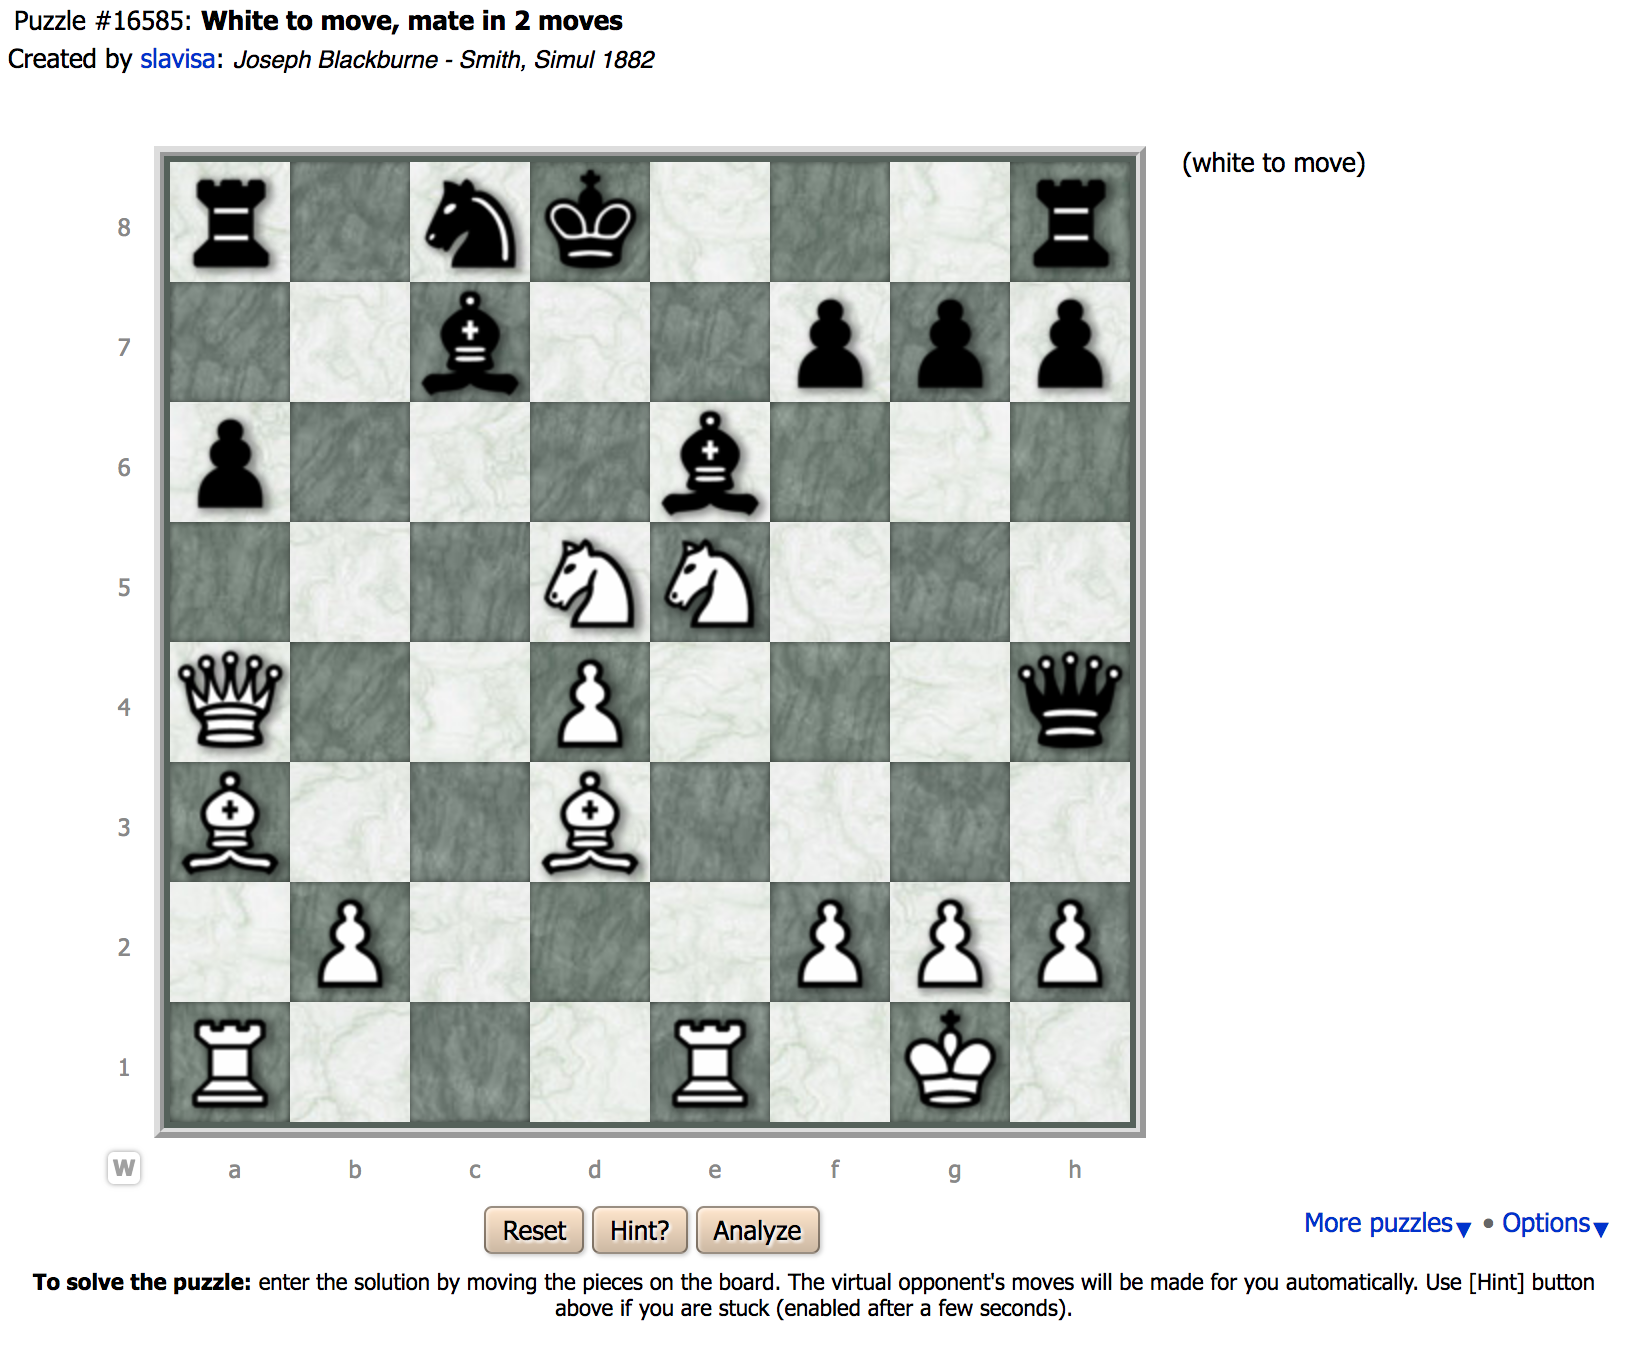 Puzzle #16585: White to move, mate in 2 moves
Created by slavisa: Joseph Blackburne - Smith, Simul 1882
(white to move)
8
7
6
5
4
3
2
1
W a b c d e f g h
Reset Hint? Analyze
More puzzles▼ • Options▼
To solve the puzzle: enter the solution by moving the pieces on the board. The virtual opponent's moves will be made for you automatically. Use [Hint] button
above if you are stuck (enabled after a few seconds).